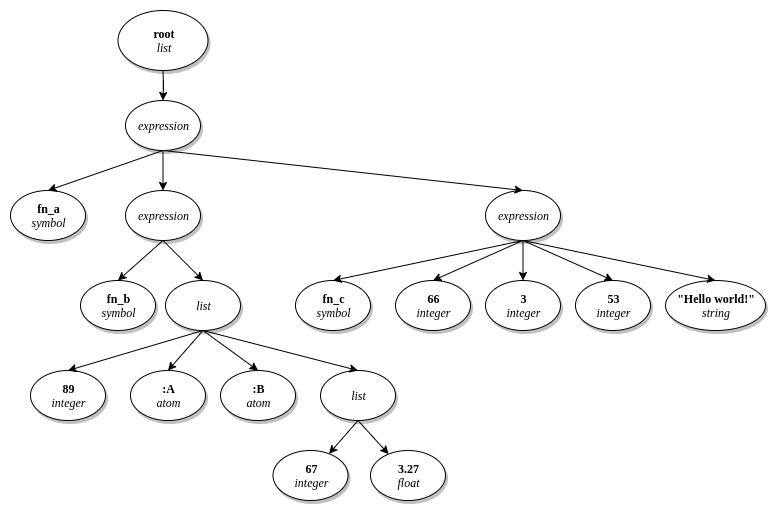 root
list
expression
fn_a
symbol
expression
expression
fn_b
symbol
list
fn_c
symbol
66
integer
3
integer
53
integer
"Hello world!"
string
89
integer
:A
atom
:B
atom
list
67
integer
3.27
float